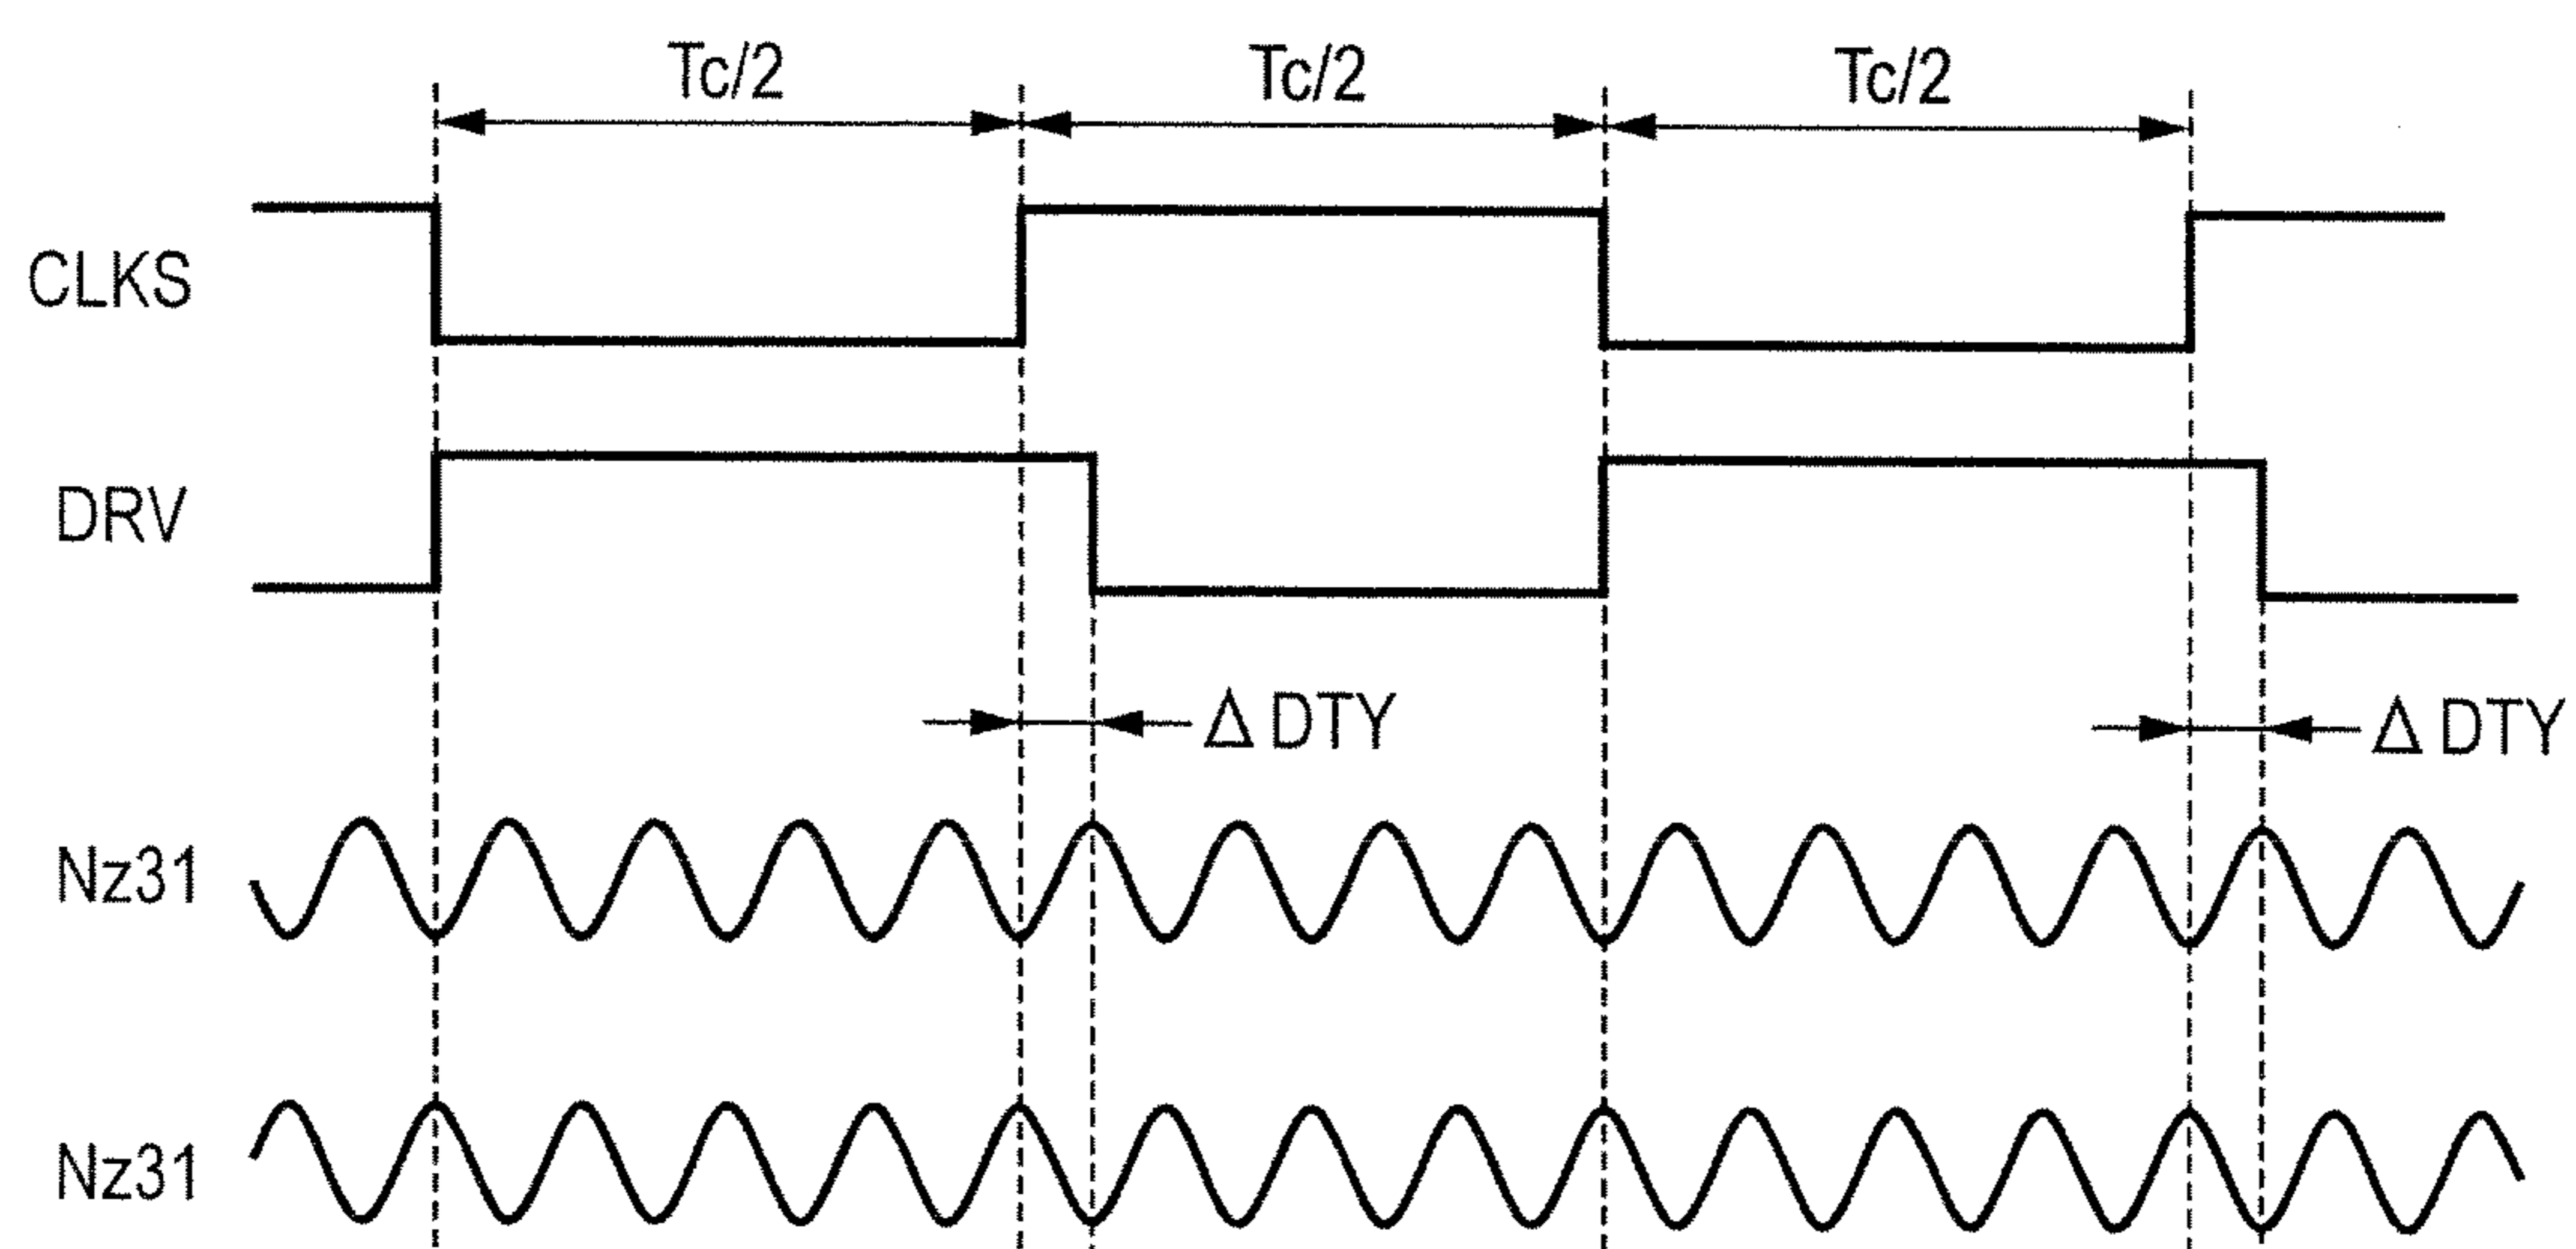 Tc/2 Tc/2 Tc/2
CLKS
DRV
Δ DTY Δ DTY
Nz31
Nz31